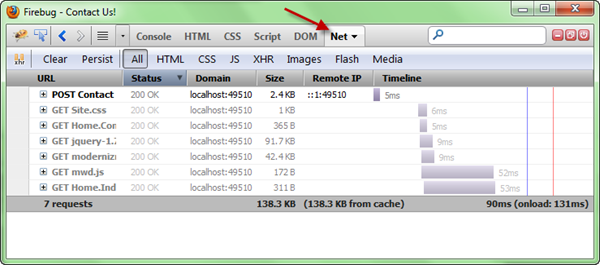 Firebug - Contact Us!
Console HTML CSS Script DOM Net
Clear Persist All HTML CSS JS XHR Images Flash Media
URL Status Domain Size Remote IP Timeline
POST Contact 200 OK localhost:49510 2.4 KB ::1:49510 5ms
GET Site.css 200 OK localhost:49510 1 KB 6ms
GET Home.Con 200 OK localhost:49510 365 B 5ms
GET jquery-1.7 200 OK localhost:49510 91.7 KB 9ms
GET moderniz 200 OK localhost:49510 42.4 KB 9ms
GET mwd.js 200 OK localhost:49510 172 B 52ms
GET Home.Ind 200 OK localhost:49510 311 B 53ms
7 requests 138.3 KB (138.3 KB from cache) 90ms (onload: 131ms)